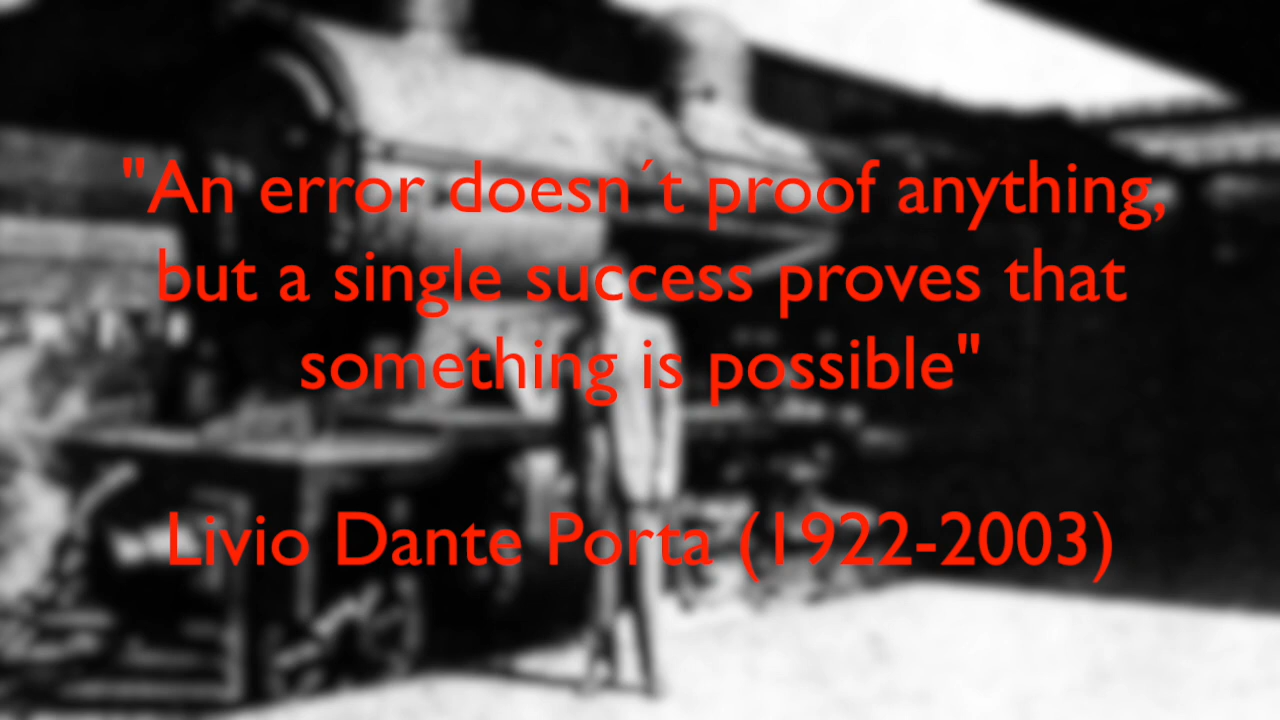 "An error doesn´t proof anything,
but a single success proves that
something is possible"
Livio Dante Porta (1922-2003)